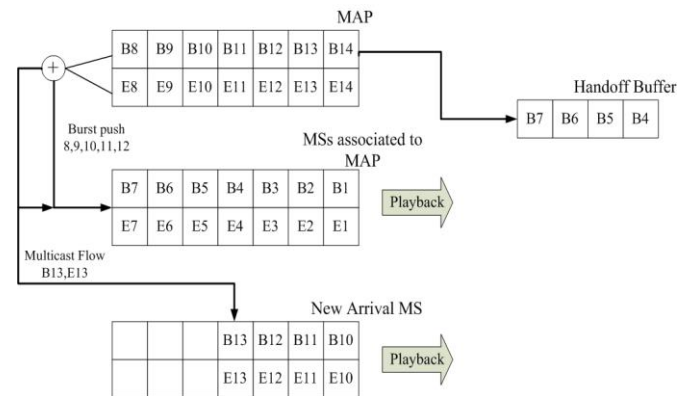 MAP
B8 B9 B10 B11 B12 B13 B14
E8 E9 E10 E11 E12 E13 E14
+
Handoff Buffer
B7 B6 B5 B4
Burst push
8,9,10,11,12
MSs associated to
MAP
B7 B6 B5 B4 B3 B2 B1
E7 E6 E5 E4 E3 E2 E1
Playback
Multicast Flow
B13,E13
New Arrival MS
B13 B12 B11 B10
E13 E12 E11 E10
Playback